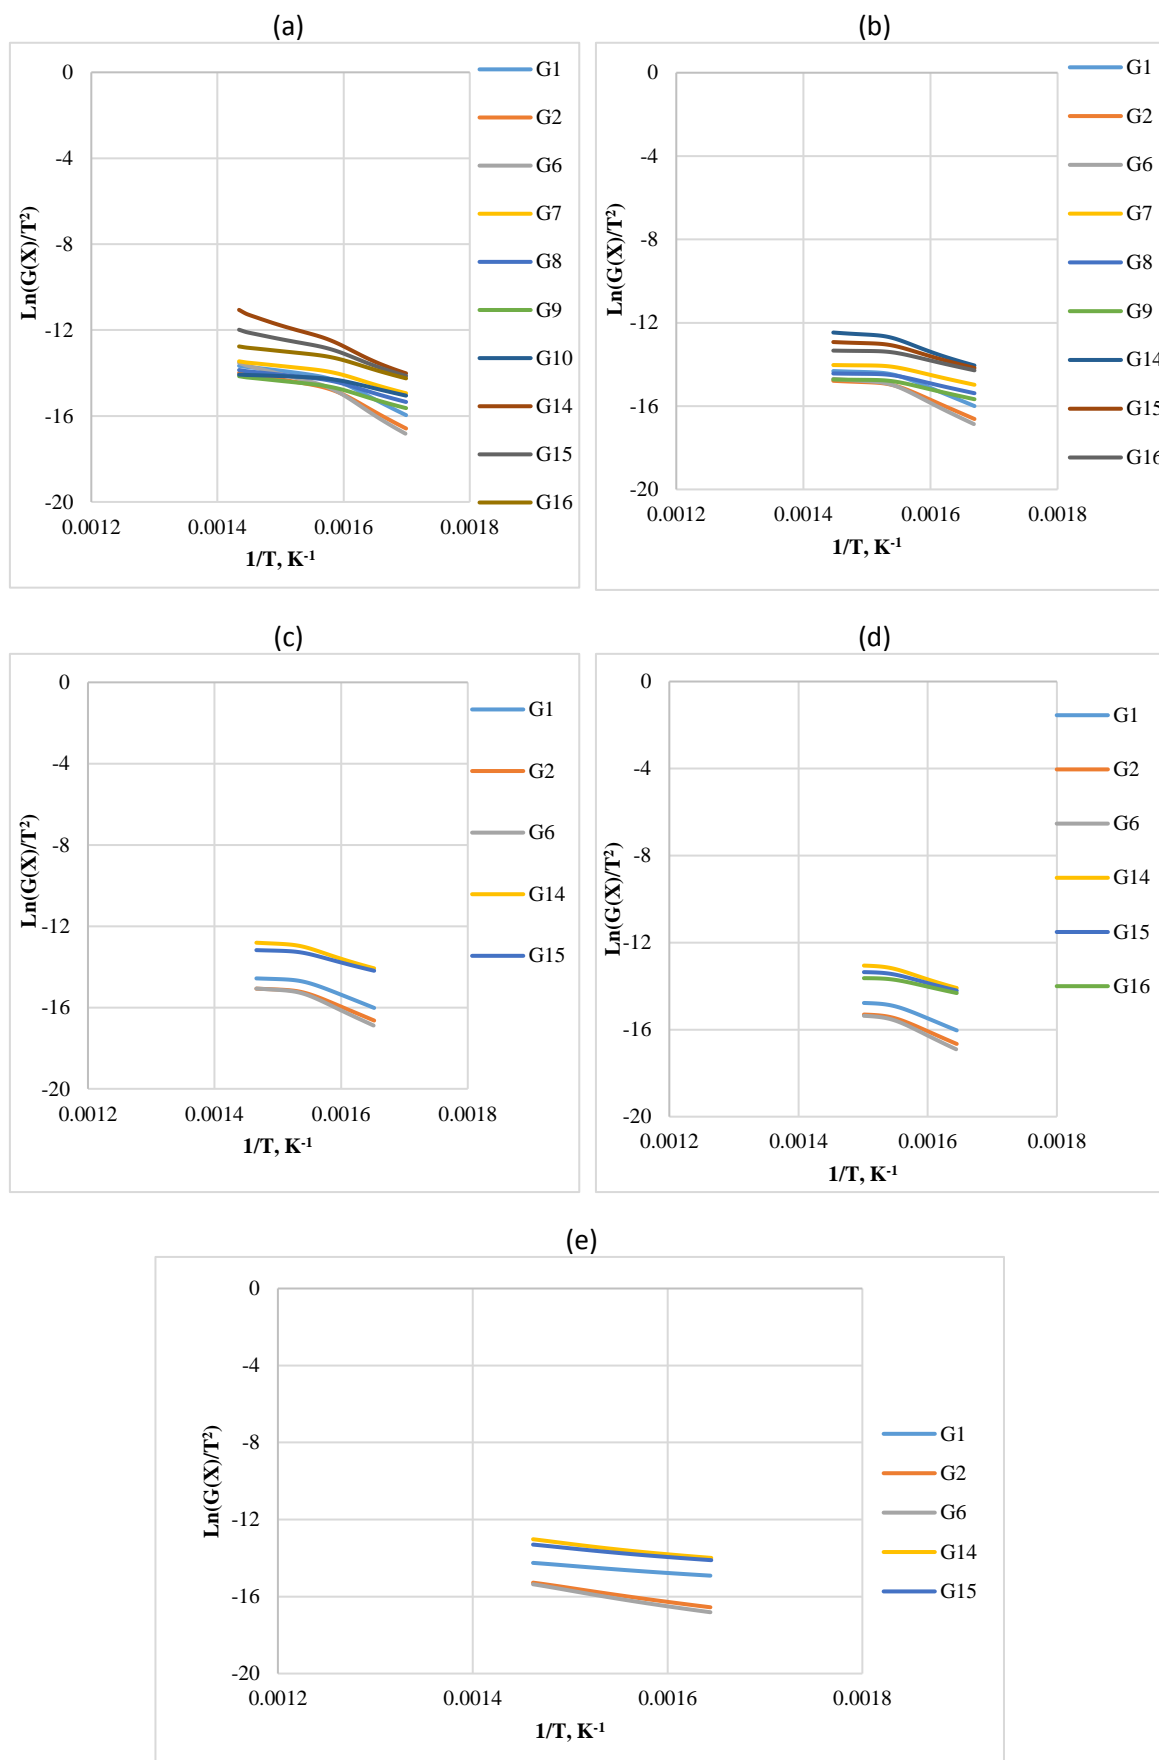 (a)
0
-4
-8
-12
-16
-20
0.0012 0.0014 0.0016 0.0018
Ln(G(X)/T²)
1/T, K⁻¹
G1
G2
G6
G7
G8
G9
G10
G14
G15
G16
(b)
0
-4
-8
-12
-16
-20
0.0012 0.0014 0.0016 0.0018
Ln(G(X)/T²)
1/T, K⁻¹
G1
G2
G6
G7
G8
G9
G14
G15
G16
(c)
0
-4
-8
-12
-16
-20
0.0012 0.0014 0.0016 0.0018
Ln(G(X)/T²)
1/T, K⁻¹
G1
G2
G6
G14
G15
(d)
0
-4
-8
-12
-16
-20
0.0012 0.0014 0.0016 0.0018
Ln(G(X)/T²)
1/T, K⁻¹
G1
G2
G6
G14
G15
G16
(e)
0
-4
-8
-12
-16
-20
0.0012 0.0014 0.0016 0.0018
Ln(G(X)/T²)
1/T, K⁻¹
G1
G2
G6
G14
G15